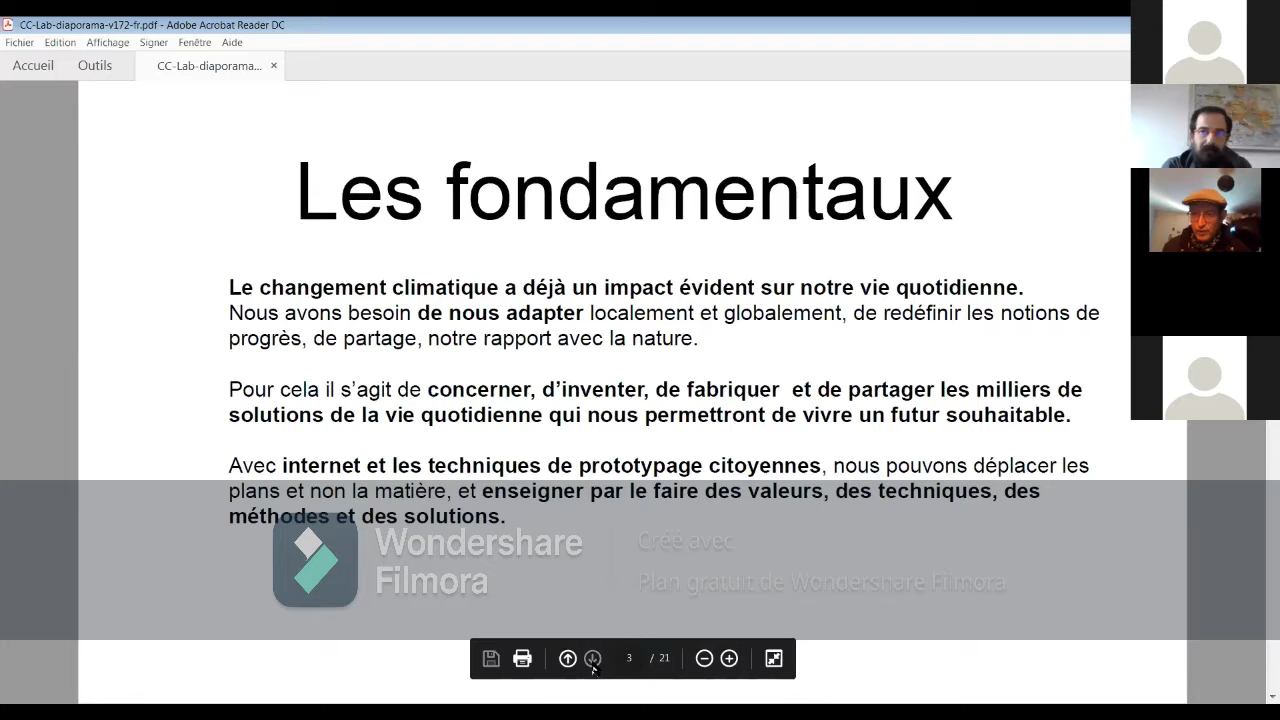 CC-Lab-diaporama-v172-fr.pdf - Adobe Acrobat Reader DC
Fichier Edition Affichage Signer Fenêtre Aide
Accueil Outils CC-Lab-diaporama... ×
Les fondamentaux
Le changement climatique a déjà un impact évident sur notre vie quotidienne.
Nous avons besoin de nous adapter localement et globalement, de redéfinir les notions de
progrès, de partage, notre rapport avec la nature.
Pour cela il s'agit de concerner, d'inventer, de fabriquer et de partager les milliers de
solutions de la vie quotidienne qui nous permettront de vivre un futur souhaitable.
Avec internet et les techniques de prototypage citoyennes, nous pouvons déplacer les
plans et non la matière, et enseigner par le faire des valeurs, des techniques, des
méthodes et des solutions.
Wondershare
Filmora
Créé avec
Plan gratuit de Wondershare Filmora
3 / 21